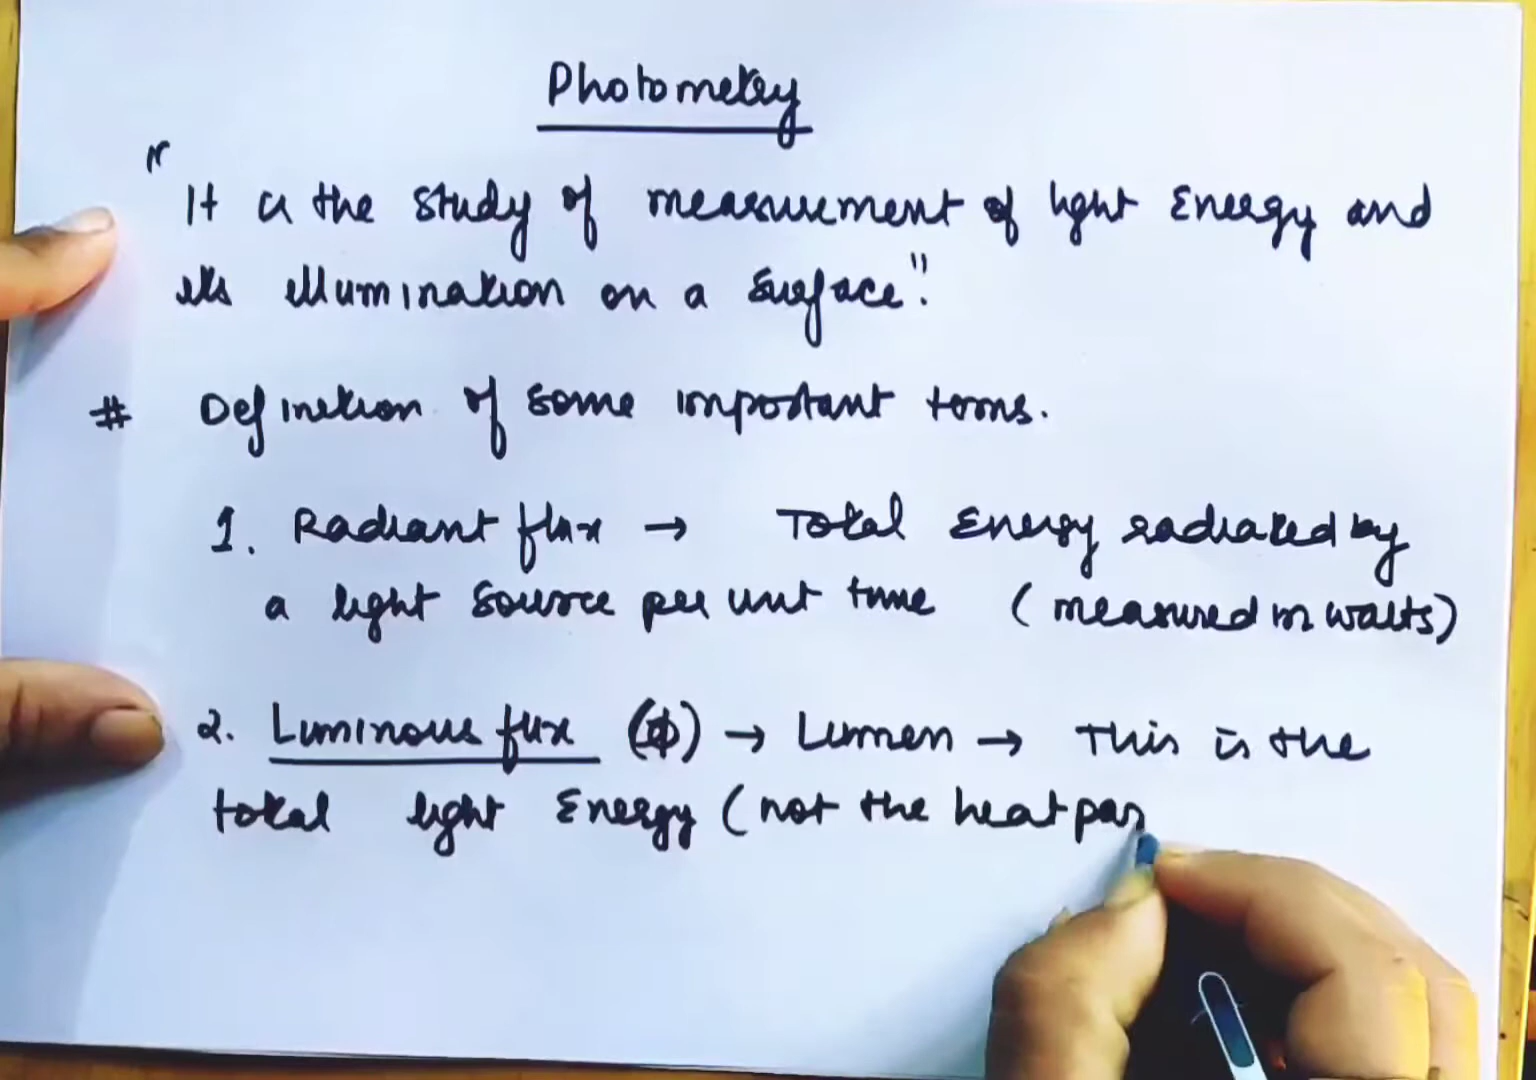 Photometry
" It is the study of measurement of light Energy and
its illumination on a surface".
# Definition of some important terms.
1. Radiant flux → Total Energy radiated by
a light source per unit time (measured in watts)
2. Luminous flux (ϕ) → Lumen → This is the
total light Energy (not the heat par